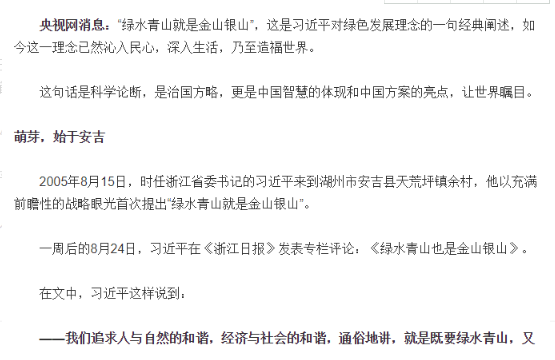 央视网消息：“绿水青山就是金山银山”，这是习近平对绿色发展理念的一句经典阐述，如
今这一理念已然沁入民心，深入生活，乃至造福世界。
这句话是科学论断，是治国方略，更是中国智慧的体现和中国方案的亮点，让世界瞩目。
萌芽，始于安吉
2005年8月15日，时任浙江省委书记的习近平来到湖州市安吉县天荒坪镇余村，他以充满
前瞻性的战略眼光首次提出“绿水青山就是金山银山”。
一周后的8月24日，习近平在《浙江日报》发表专栏评论：《绿水青山也是金山银山》。
在文中，习近平这样说到：
——我们追求人与自然的和谐，经济与社会的和谐，通俗地讲，就是既要绿水青山，又